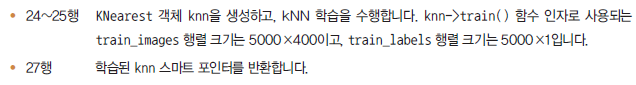 • 24~25행 KNearest 객체 knn을 생성하고, kNN 학습을 수행합니다. knn->train() 함수 인자로 사용되는
train_images 행렬 크기는 5000×400이고, train_labels 행렬 크기는 5000×1입니다.
• 27행 학습된 knn 스마트 포인터를 반환합니다.